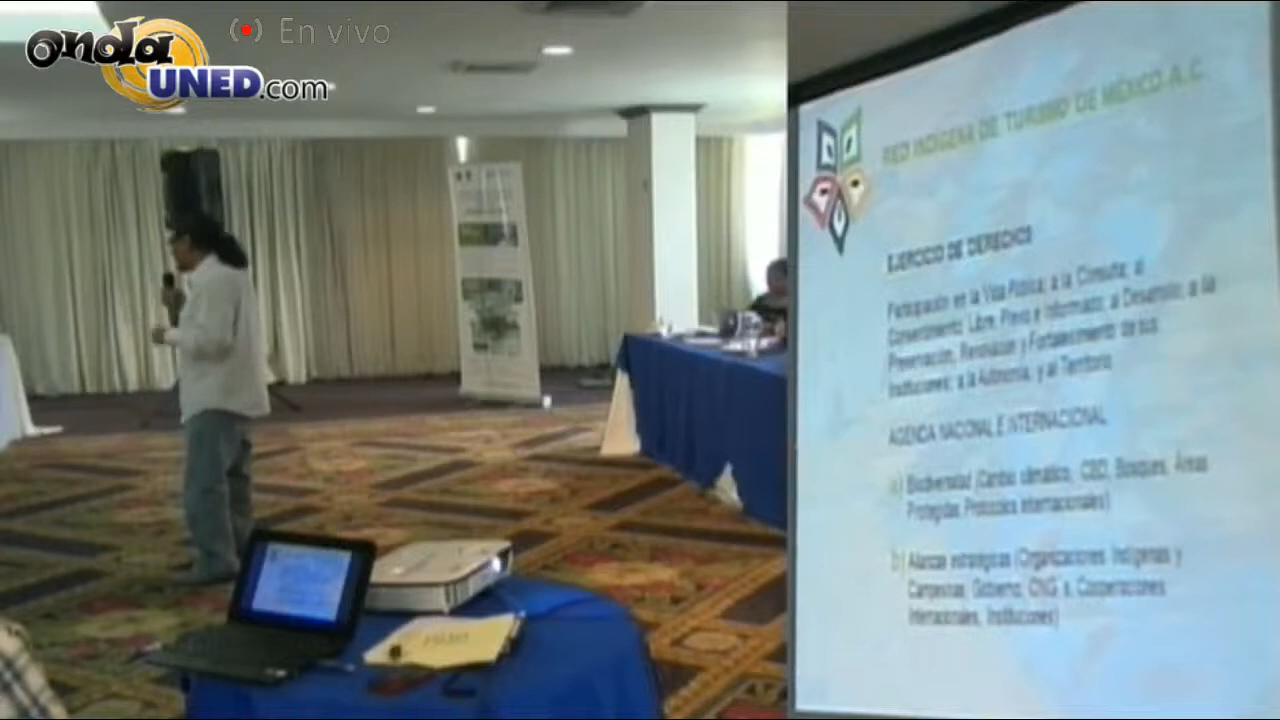 onda
UNED.com
En vivo
RED INDIGENA DE TURISMO DE MÉXICO A.C.
EJERCICIO DE DERECHOS
Participación en la Vida Pública; a la Consulta; al
Consentimiento Libre, Previo e Informado; al Desarrollo; a la
Preservación, Revolución y Fortalecimiento de sus
Instituciones; a la Autonomía; y al Territorio
AGENDA NACIONAL E INTERNACIONAL
a) Biodiversidad (Cambio climático, CBD, Bosques, Áreas
Protegidas Protocolos internacionales)
b) Alianzas estratégicas (Organizaciones Indígenas y
Campesinas, Gobierno, ONG´s, Cooperaciones
Internacionales, Instituciones)